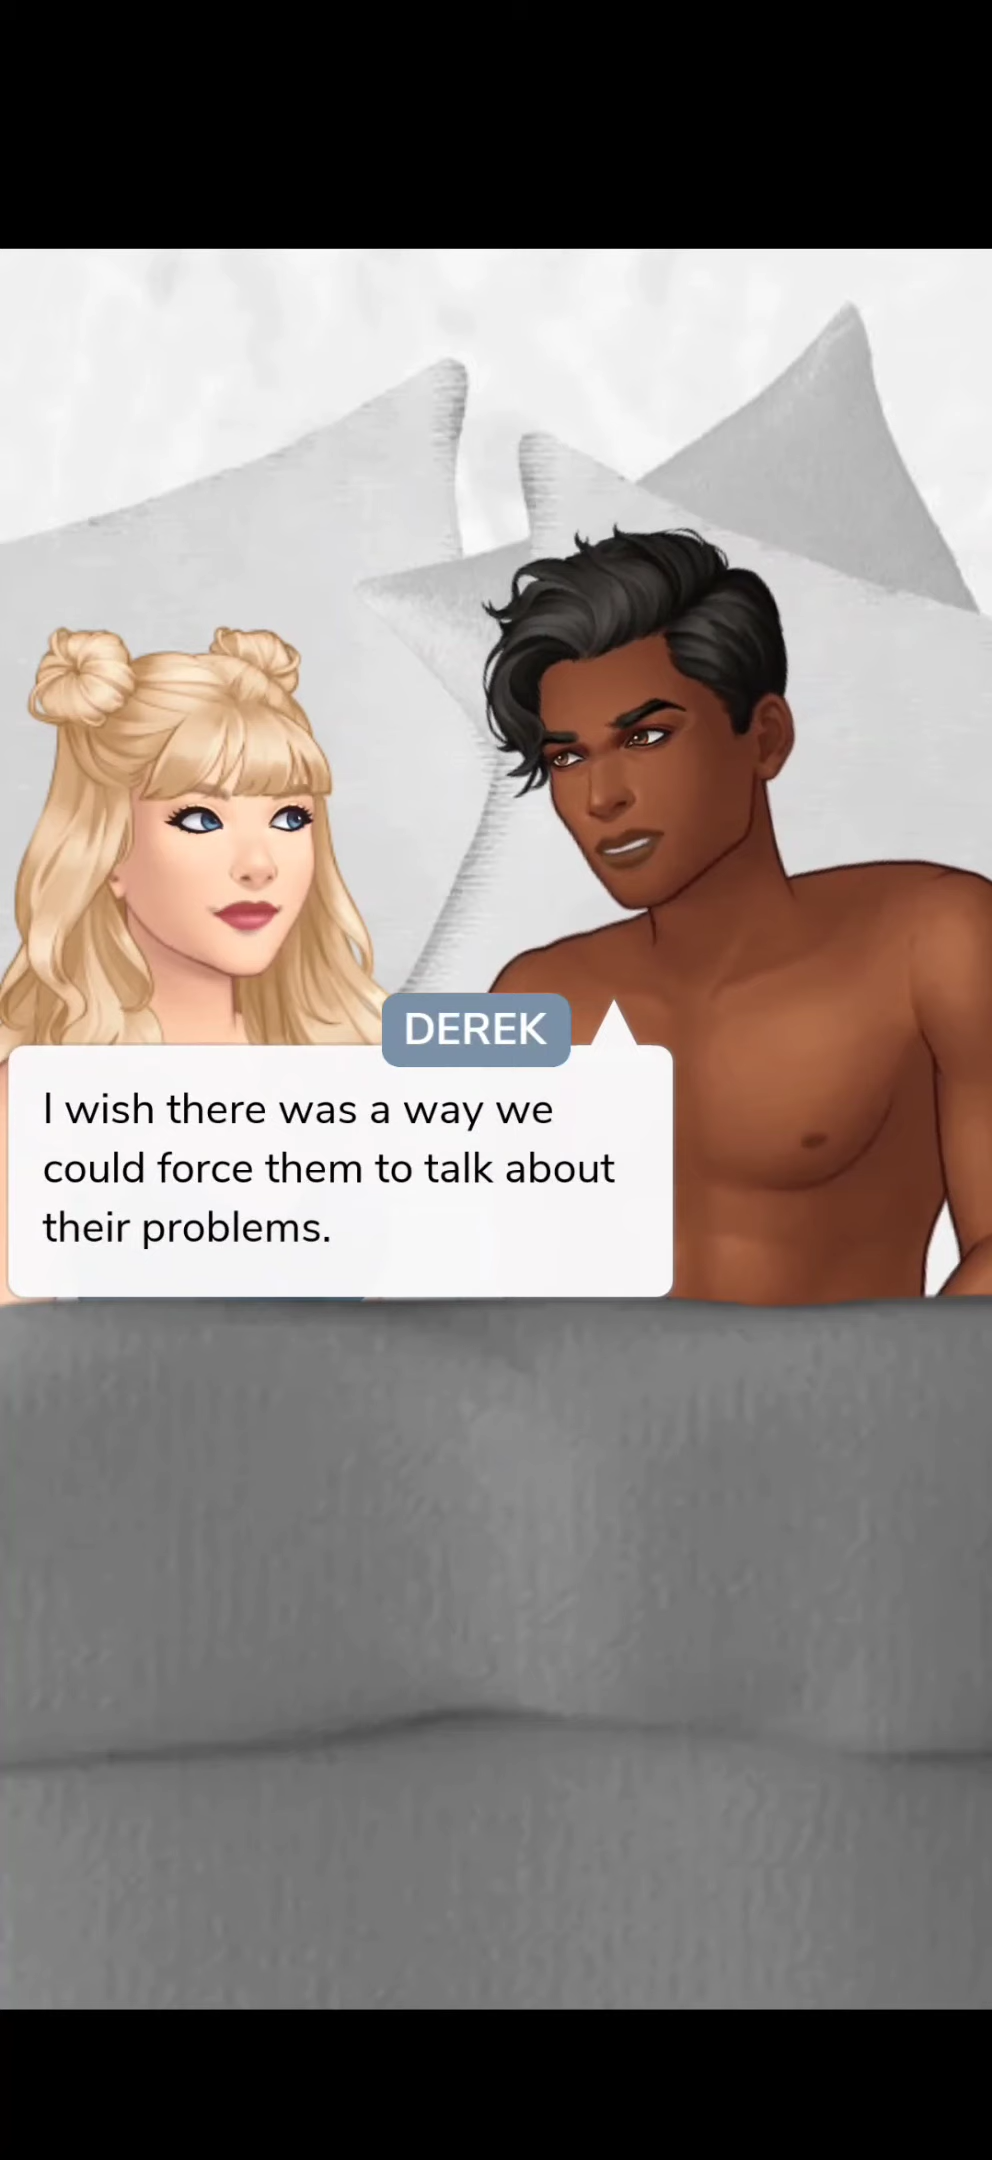 DEREK
I wish there was a way we
could force them to talk about
their problems.